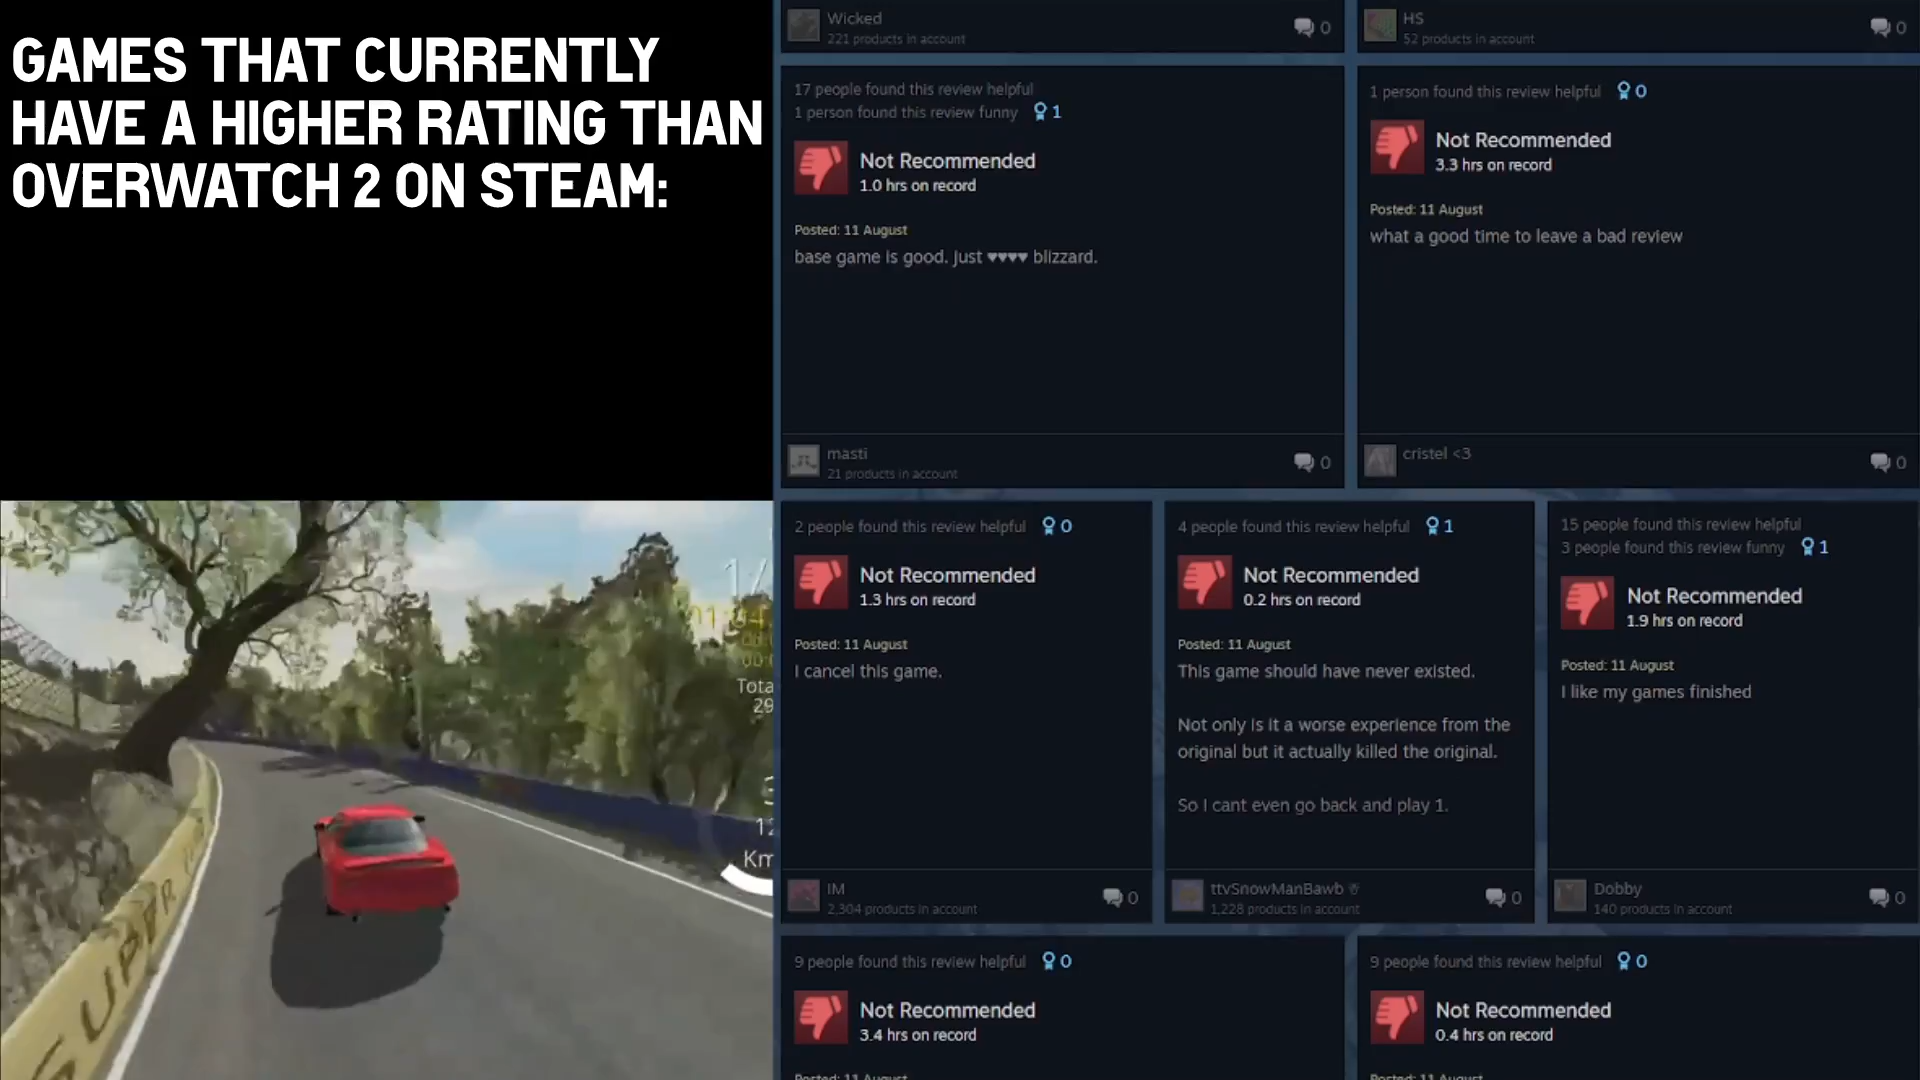 GAMES THAT CURRENTLY
HAVE A HIGHER RATING THAN
OVERWATCH 2 ON STEAM:
Wicked
221 products in account
0
HS
52 products in account
0
17 people found this review helpful
1 person found this review funny 1
Not Recommended
1.0 hrs on record
Posted: 11 August
base game is good. just ♥♥♥♥ blizzard.
masti
21 products in account
0
1 person found this review helpful 0
Not Recommended
3.3 hrs on record
Posted: 11 August
what a good time to leave a bad review
cristel <3
0
2 people found this review helpful 0
Not Recommended
1.3 hrs on record
Posted: 11 August
I cancel this game.
IM
2,304 products in account
0
4 people found this review helpful 1
Not Recommended
0.2 hrs on record
Posted: 11 August
This game should have never existed.
Not only is it a worse experience from the
original but it actually killed the original.
So I cant even go back and play 1.
ttvSnowManBawb
1,228 products in account
0
15 people found this review helpful
3 people found this review funny 1
Not Recommended
1.9 hrs on record
Posted: 11 August
I like my games finished
Dobby
140 products in account
0
9 people found this review helpful 0
Not Recommended
3.4 hrs on record
Posted: 11 August
9 people found this review helpful 0
Not Recommended
0.4 hrs on record
Posted: 11 August
1/
Tota
29
12
Km
SUPER